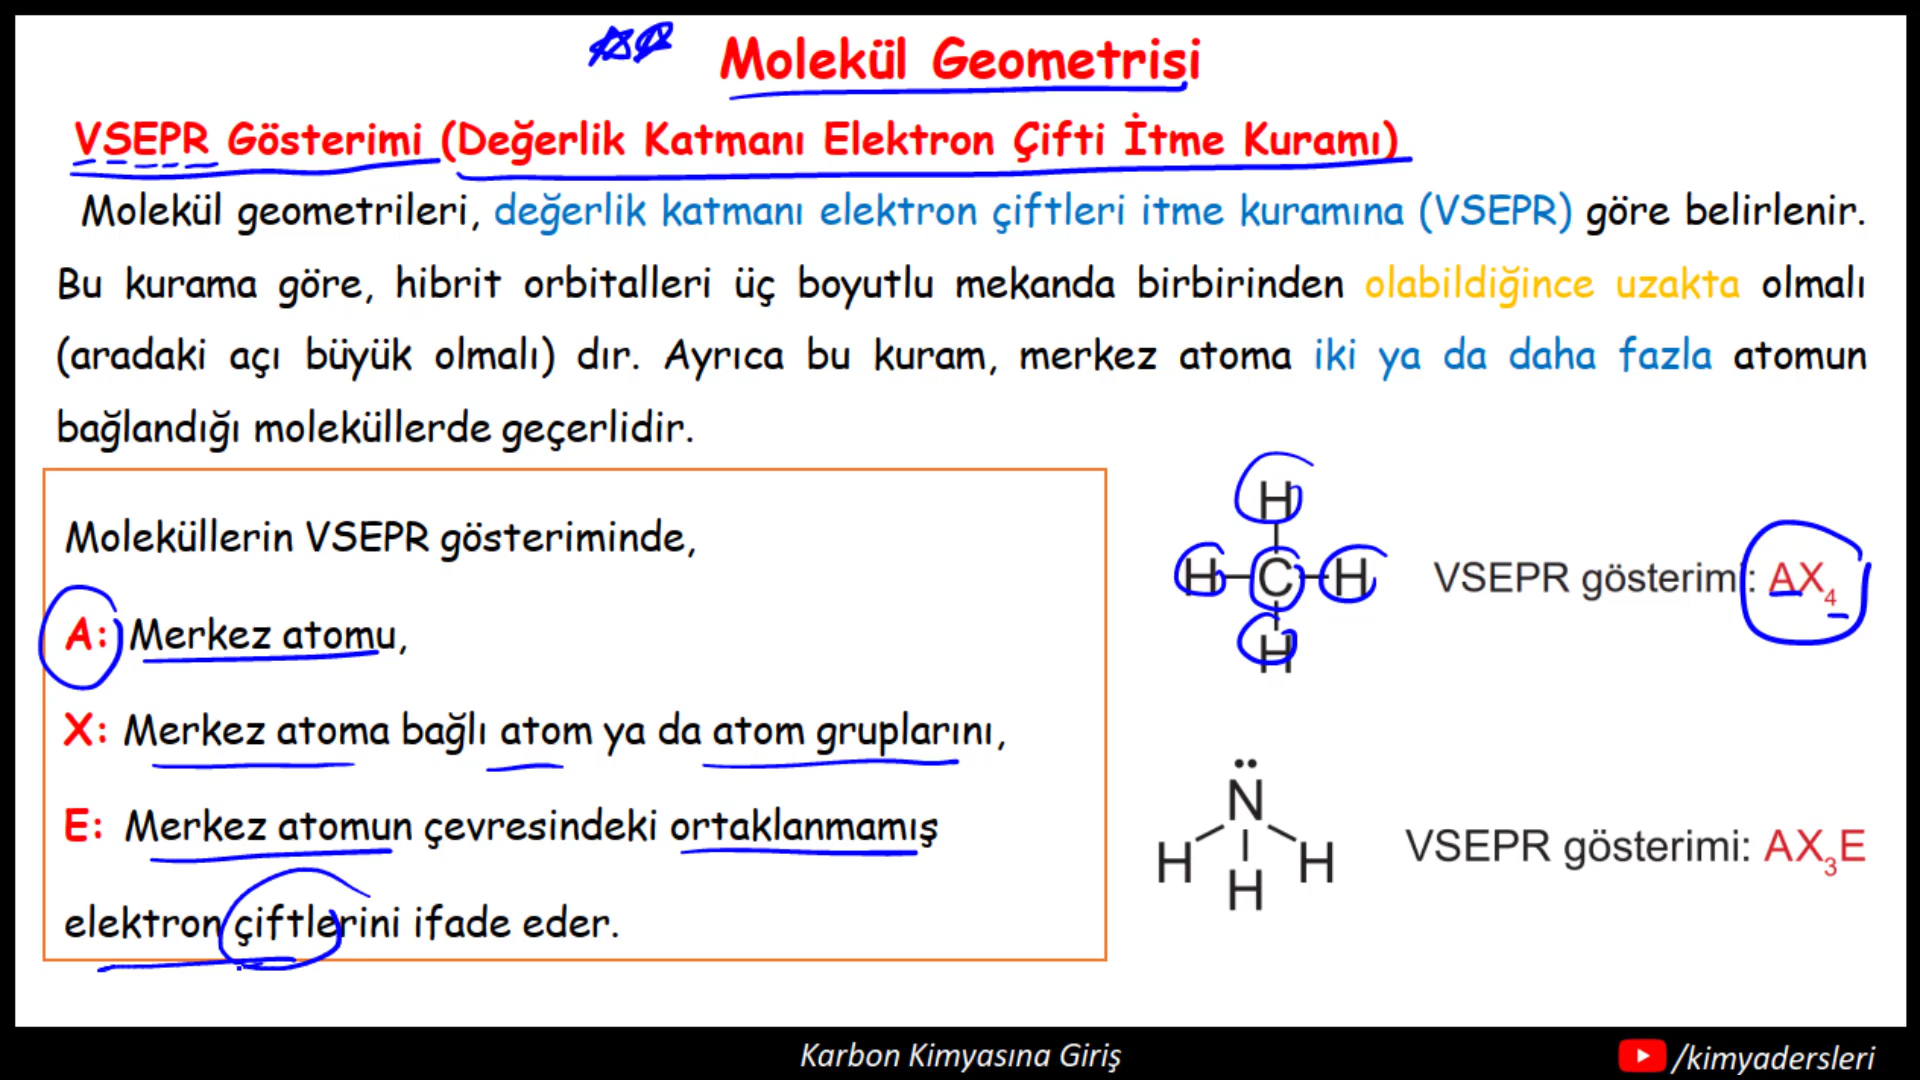 Molekül Geometrisi
VSEPR Gösterimi (Değerlik Katmanı Elektron Çifti İtme Kuramı)
Molekül geometrileri, değerlik katmanı elektron çiftleri itme kuramına (VSEPR) göre belirlenir.
Bu kurama göre, hibrit orbitalleri üç boyutlu mekanda birbirinden olabildiğince uzakta olmalı
(aradaki açı büyük olmalı) dır. Ayrıca bu kuram, merkez atoma iki ya da daha fazla atomun
bağlandığı moleküllerde geçerlidir.
Moleküllerin VSEPR gösteriminde,
A: Merkez atomu,
X: Merkez atoma bağlı atom ya da atom gruplarını,
E: Merkez atomun çevresindeki ortaklanmamış
elektron çiftlerini ifade eder.
H
H–C–H
H
VSEPR gösterimi: AX₄
N
H H H
VSEPR gösterimi: AX₃E
Karbon Kimyasına Giriş
/kimyadersleri